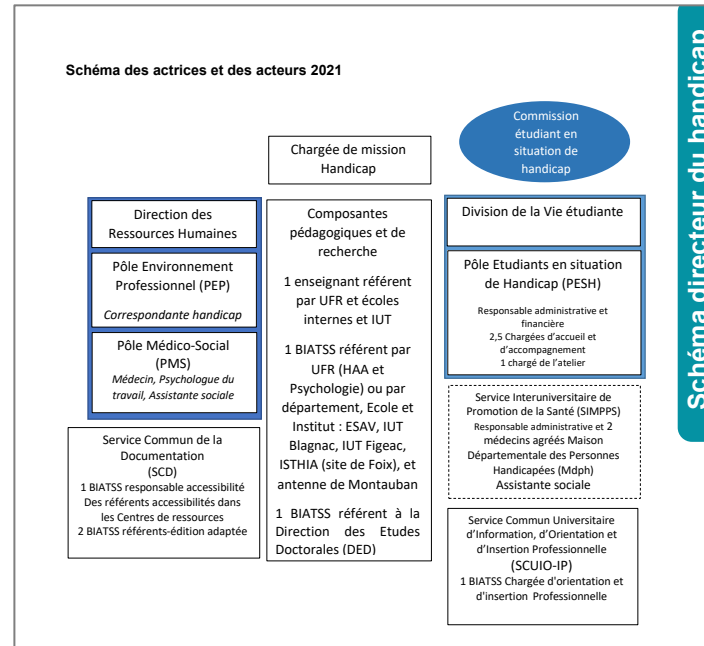 Schéma des actrices et des acteurs 2021
Commission
étudiant en
situation de
handicap
Chargée de mission
Handicap
Direction des
Ressources Humaines
Pôle Environnement
Professionnel (PEP)
Correspondante handicap
Pôle Médico-Social
(PMS)
Médecin, Psychologue du
travail, Assistante sociale
Service Commun de la
Documentation
(SCD)
1 BIATSS responsable accessibilité
Des référents accessibilités dans
les Centres de ressources
2 BIATSS référents-édition adaptée
Composantes
pédagogiques et de
recherche
1 enseignant référent
par UFR et écoles
internes et IUT
1 BIATSS référent par
UFR (HAA et
Psychologie) ou par
département, Ecole et
Institut : ESAV, IUT
Blagnac, IUT Figeac,
ISTHIA (site de Foix), et
antenne de Montauban
1 BIATSS référent à la
Direction des Etudes
Doctorales (DED)
Division de la Vie étudiante
Pôle Etudiants en situation
de Handicap (PESH)
Responsable administrative et
financière
2,5 Chargées d'accueil et
d'accompagnement
1 chargé de l'atelier
Service Interuniversitaire de
Promotion de la Santé (SIMPPS)
Responsable administrative et 2
médecins agréés Maison
Départementale des Personnes
Handicapées (Mdph)
Assistante sociale
Service Commun Universitaire
d'Information, d'Orientation et
d'Insertion Professionnelle
(SCUIO-IP)
1 BIATSS Chargée d'orientation et
d'insertion Professionnelle
Schéma directeur du handicap